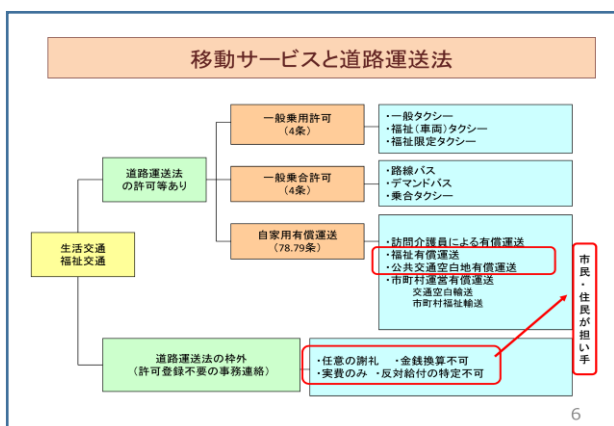 移動サービスと道路運送法
生活交通
福祉交通
道路運送法
の許可等あり
一般乗用許可
(4条)
・一般タクシー
・福祉(車両)タクシー
・福祉限定タクシー
一般乗合許可
(4条)
・路線バス
・デマンドバス
・乗合タクシー
自家用有償運送
(78.79条)
・訪問介護員による有償運送
・福祉有償運送
・公共交通空白地有償運送
・市町村運営有償運送
交通空白輸送
市町村福祉輸送
市民・住民が担い手
道路運送法の枠外
(許可登録不要の事務連絡)
・任意の謝礼 ・金銭換算不可
・実費のみ ・反対給付の特定不可
6